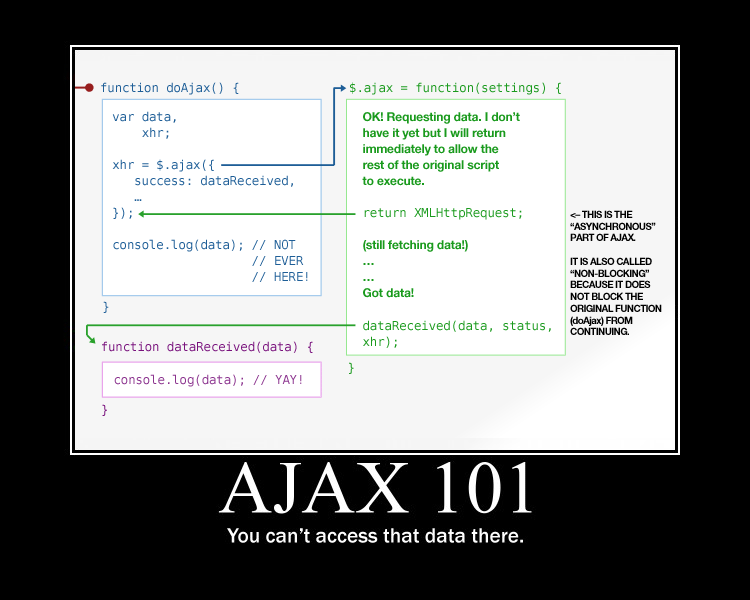 function doAjax() {
var data,
xhr;
xhr = $.ajax({
success: dataReceived,
…
});
console.log(data); // NOT
// EVER
// HERE!
}
$.ajax = function(settings) {
OK! Requesting data. I don't
have it yet but I will return
immediately to allow the
rest of the original script
to execute.
return XMLHttpRequest;
(still fetching data!)
...
...
Got data!
dataReceived(data, status,
xhr);
}
<– THIS IS THE
“ASYNCHRONOUS”
PART OF AJAX.
IT IS ALSO CALLED
“NON-BLOCKING”
BECAUSE IT DOES
NOT BLOCK THE
ORIGINAL FUNCTION
(doAjax) FROM
CONTINUING.
function dataReceived(data) {
console.log(data); // YAY!
}
AJAX 101
You can’t access that data there.